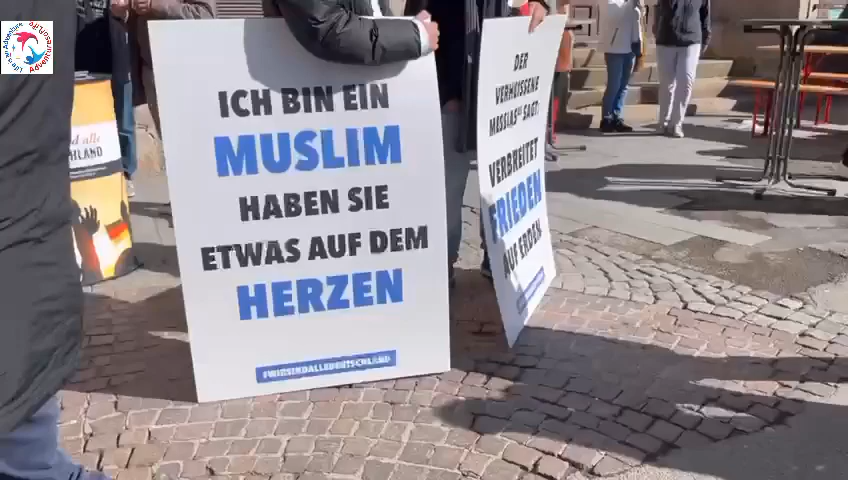 ICH BIN EIN
MUSLIM
HABEN SIE
ETWAS AUF DEM
HERZEN
#WIRSINDALLEDEUTSCHLAND
DER
VERHEISSENE
MESSIAS SAGT:
VERBREITET
FRIEDEN
AUF ERDEN